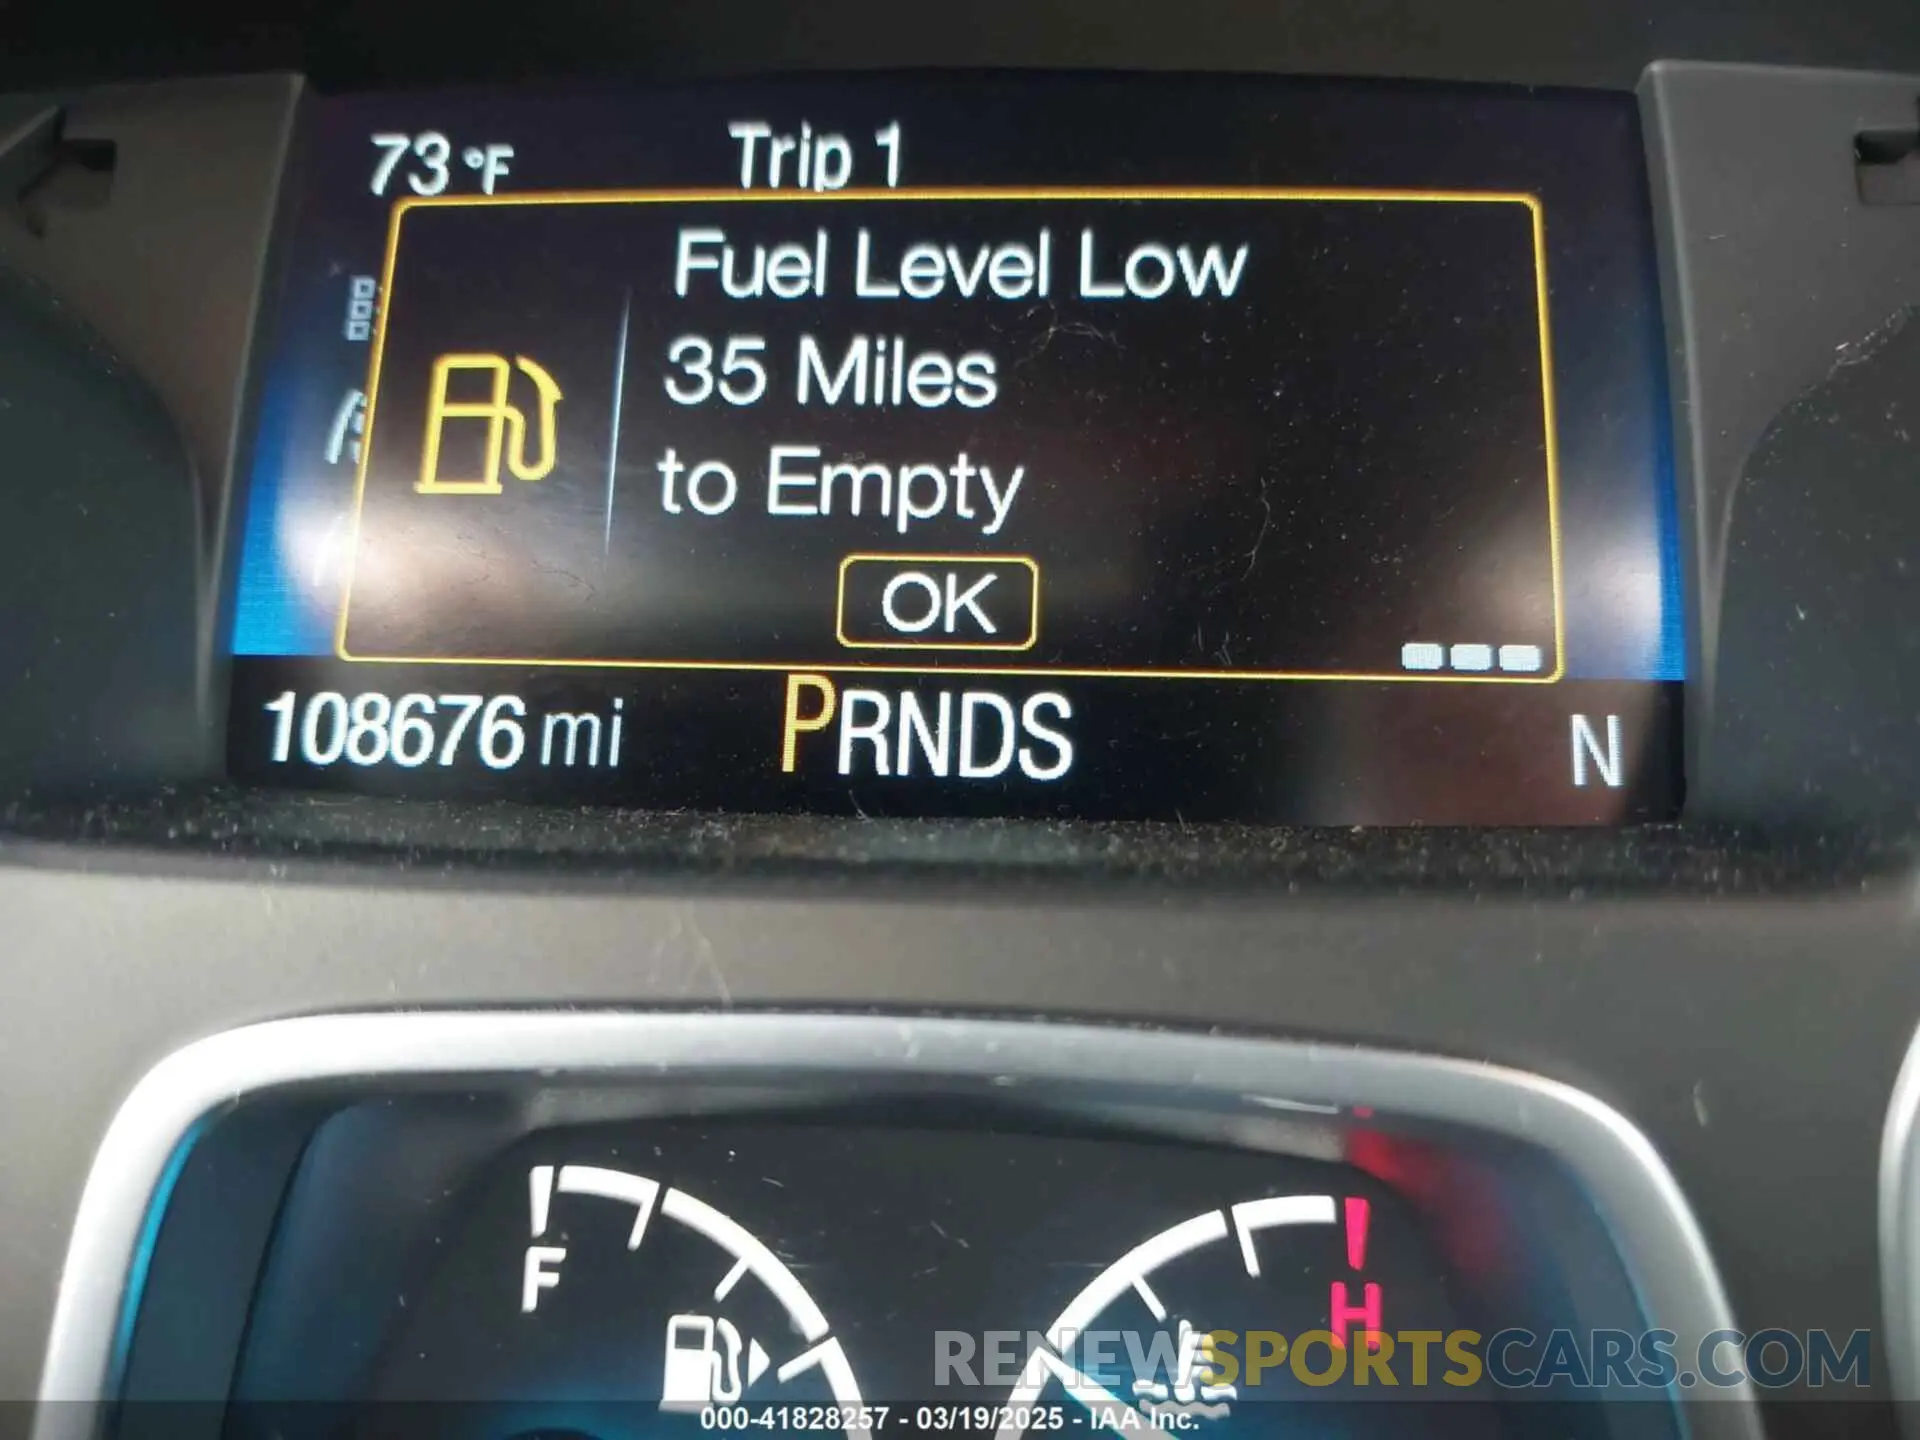 73 °F Trip 1
Fuel Level Low
35 Miles
to Empty
OK
108676 mi PRNDS N
F
H
RENEWSPORTSCARS.COM
000-41828257 - 03/19/2025 - IAA Inc.